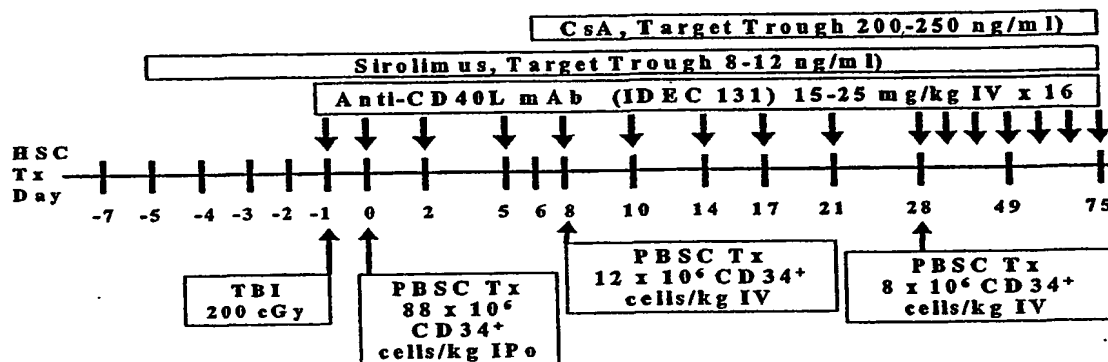 CsA, Target Trough 200-250 ng/ml)
Sirolimus, Target Trough 8-12 ng/ml)
Anti-CD40L mAb (IDEC 131) 15-25 mg/kg IV x 16
HSC
Tx
Day
-7 -5 -4 -3 -2 -1 0 2 5 6 8 10 14 17 21 28 49 75
TBI
200 cGy
PBSC Tx
88 x 10⁶
CD34⁺
cells/kg IPo
PBSC Tx
12 x 10⁶ CD34⁺
cells/kg IV
PBSC Tx
8 x 10⁶ CD34⁺
cells/kg IV